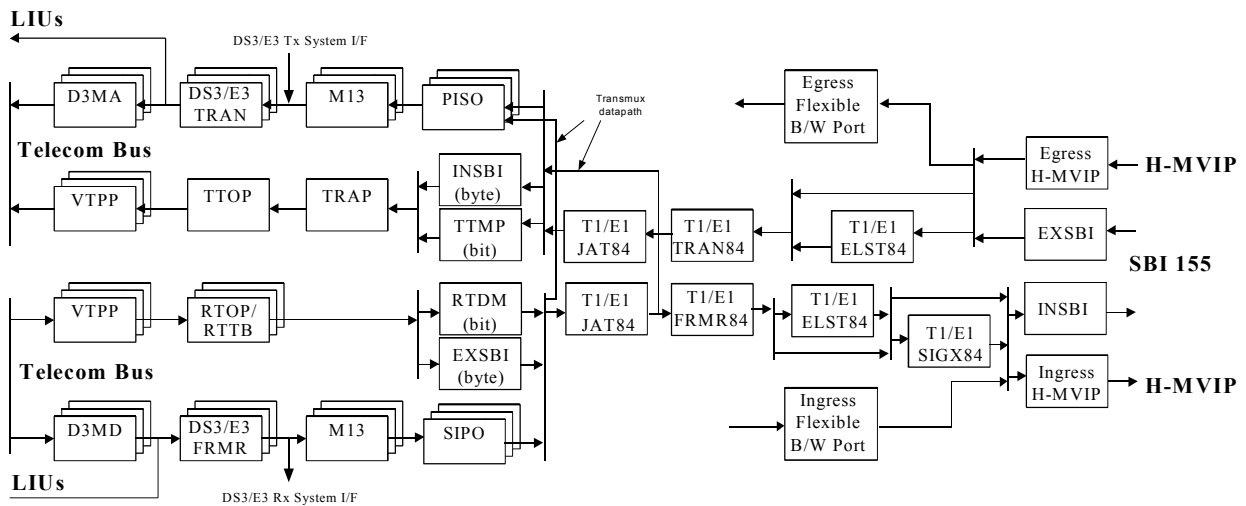 LIUs
DS3/E3 Tx System I/F
D3MA
DS3/E3
TRAN
M13
PISO
Transmux
datapath
Egress
Flexible
B/W Port
Telecom Bus
VTPP
TTOP
TRAP
INSBI
(byte)
TTMP
(bit)
T1/E1
JAT84
T1/E1
TRAN84
T1/E1
ELST84
Egress
H-MVIP
H-MVIP
EXSBI
SBI 155
VTPP
RTOP/
RTTB
RTDM
(bit)
EXSBI
(byte)
T1/E1
JAT84
T1/E1
FRMR84
T1/E1
ELST84
T1/E1
SIGX84
INSBI
Ingress
H-MVIP
H-MVIP
Telecom Bus
D3MD
DS3/E3
FRMR
M13
SIPO
Ingress
Flexible
B/W Port
LIUs
DS3/E3 Rx System I/F